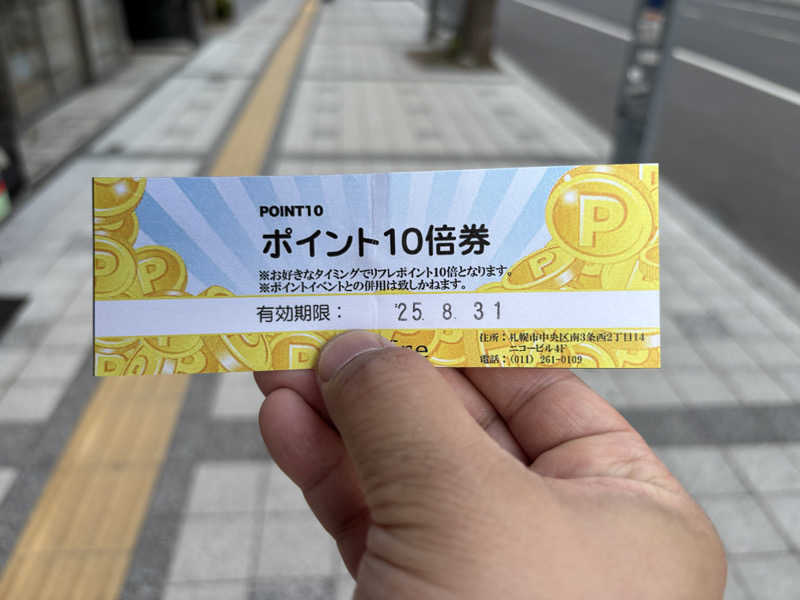 POINT10
ポイント10倍券
※お好きなタイミングでリフレポイント10倍となります。
※ポイントイベントとの併用は致しかねます。
有効期限： '25. 8. 31
住所：札幌市中央区南3条西2丁目14
ニコービル4F
電話：(011) 261-0109